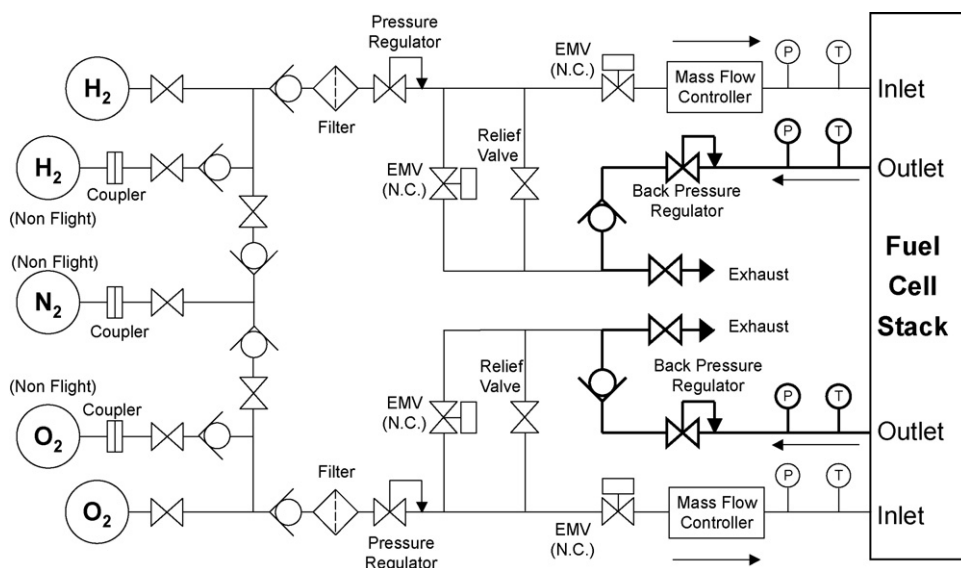 Pressure
Regulator
EMV
(N.C.)
P
T
H2
Mass Flow
Controller
Inlet
Filter
Relief
Valve
P
T
H2
Coupler
EMV
(N.C.)
Outlet
Back Pressure
Regulator
(Non Flight)
(Non Flight)
Fuel
Cell
Stack
Exhaust
N2
Coupler
Exhaust
(Non Flight)
Relief
Valve
Back Pressure
Regulator
Coupler
EMV
(N.C.)
P
T
O2
Outlet
Filter
P
T
O2
Mass Flow
Controller
Inlet
Pressure
Regulator
EMV
(N.C.)